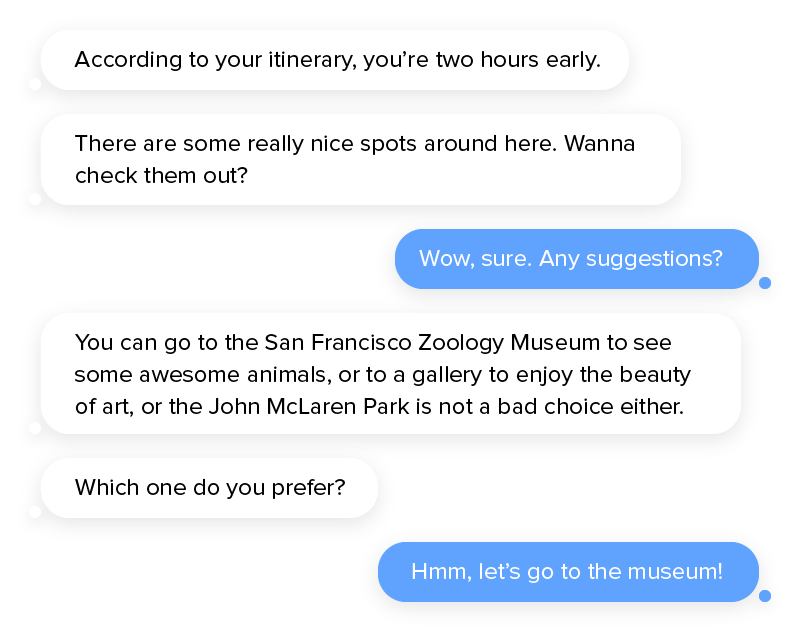 According to your itinerary, you’re two hours early.
There are some really nice spots around here. Wanna
check them out?
Wow, sure. Any suggestions?
You can go to the San Francisco Zoology Museum to see
some awesome animals, or to a gallery to enjoy the beauty
of art, or the John McLaren Park is not a bad choice either.
Which one do you prefer?
Hmm, let’s go to the museum!